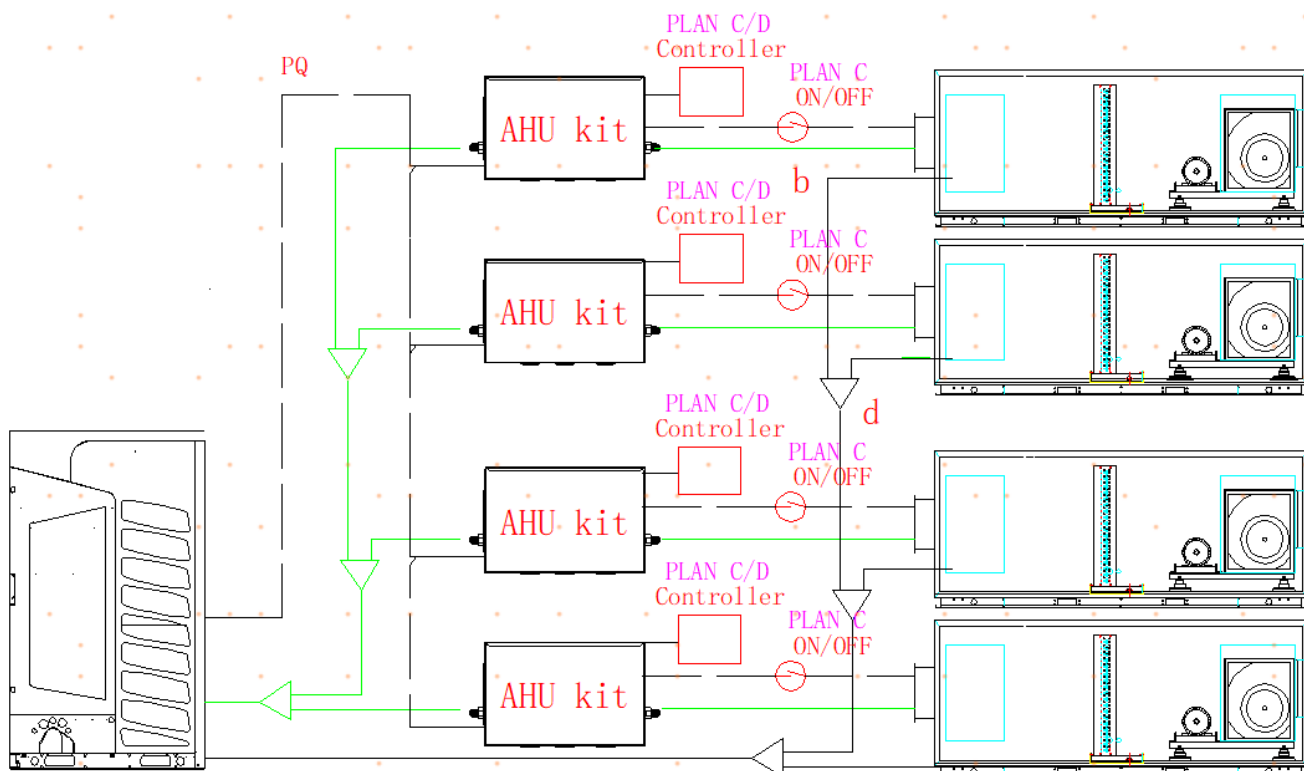 PLAN C/D
Controller
PQ
PLAN C
ON/OFF
AHU kit
b
PLAN C/D
Controller
PLAN C
ON/OFF
AHU kit
d
PLAN C/D
Controller
PLAN C
ON/OFF
AHU kit
PLAN C/D
Controller
PLAN C
ON/OFF
AHU kit